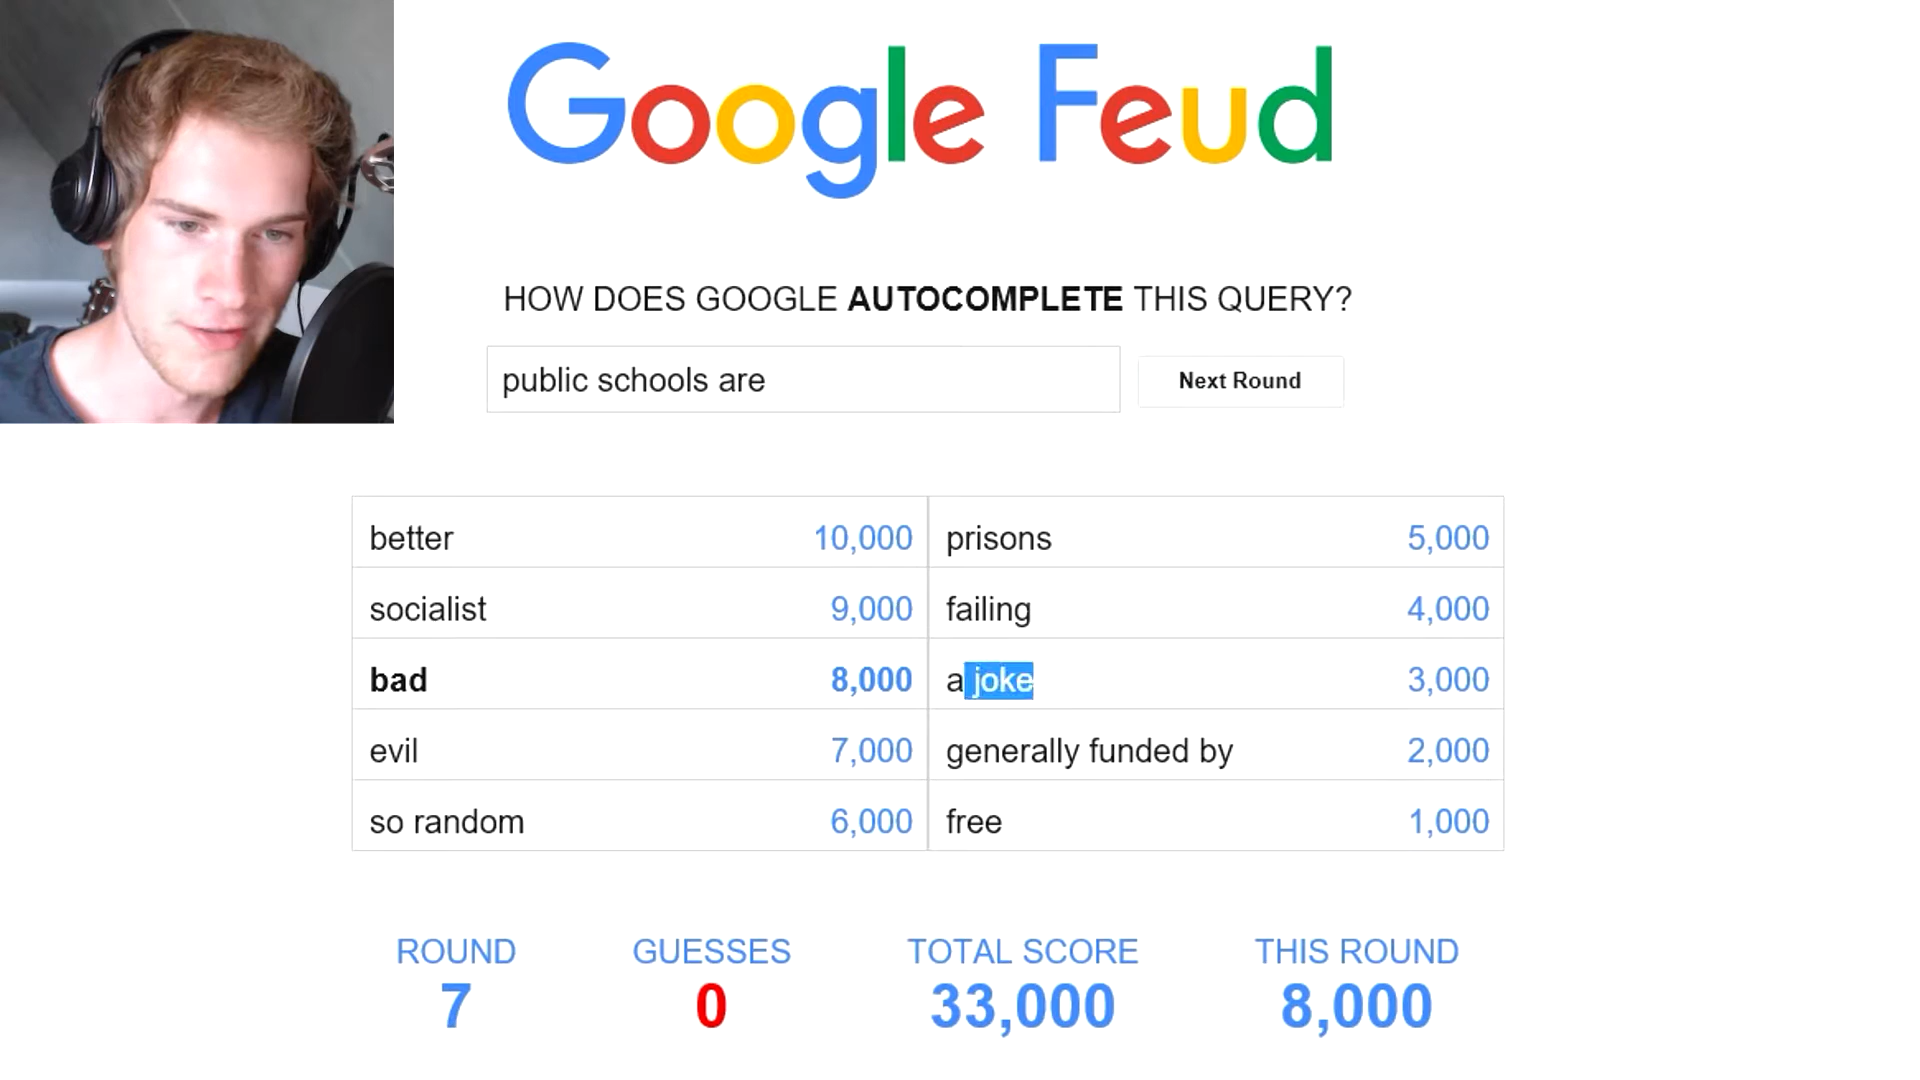 Google Feud
HOW DOES GOOGLE AUTOCOMPLETE THIS QUERY?
public schools are
Next Round
better 10,000
prisons 5,000
socialist 9,000
failing 4,000
bad 8,000
a joke 3,000
evil 7,000
generally funded by 2,000
so random 6,000
free 1,000
ROUND GUESSES TOTAL SCORE THIS ROUND
7 0 33,000 8,000